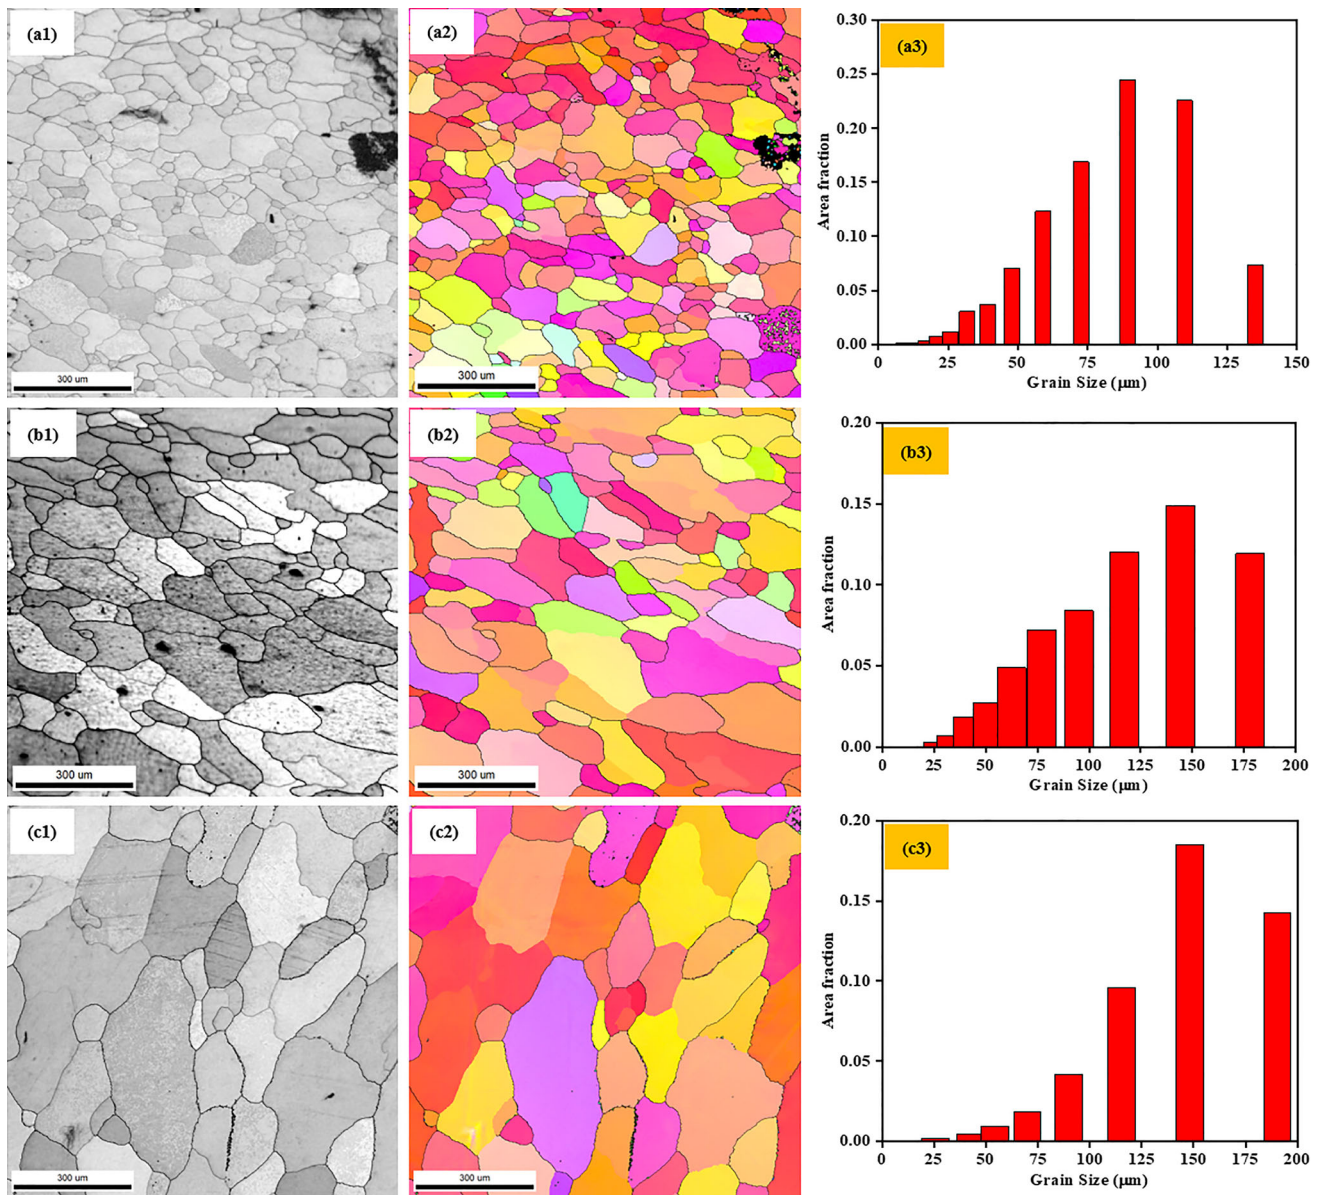 (a1)
300 um
(a2)
300 um
(a3)
0.30
0.25
0.20
0.15
0.10
0.05
0.00
Area fraction
0 25 50 75 100 125 150
Grain Size (μm)
(b1)
300 um
(b2)
300 um
(b3)
0.20
0.15
0.10
0.05
0.00
Area fraction
0 25 50 75 100 125 150 175 200
Grain Size (μm)
(c1)
300 um
(c2)
300 um
(c3)
0.20
0.15
0.10
0.05
0.00
Area fraction
0 25 50 75 100 125 150 175 200
Grain Size (μm)